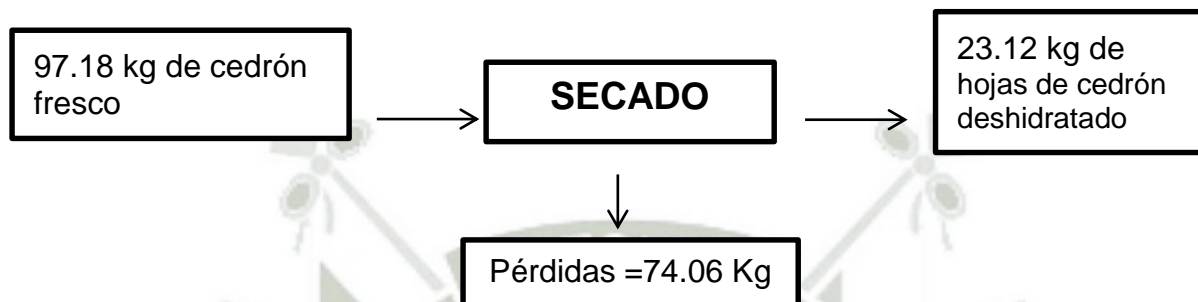 97.18 kg de cedrón
fresco
SECADO
23.12 kg de
hojas de cedrón
deshidratado
Pérdidas =74.06 Kg